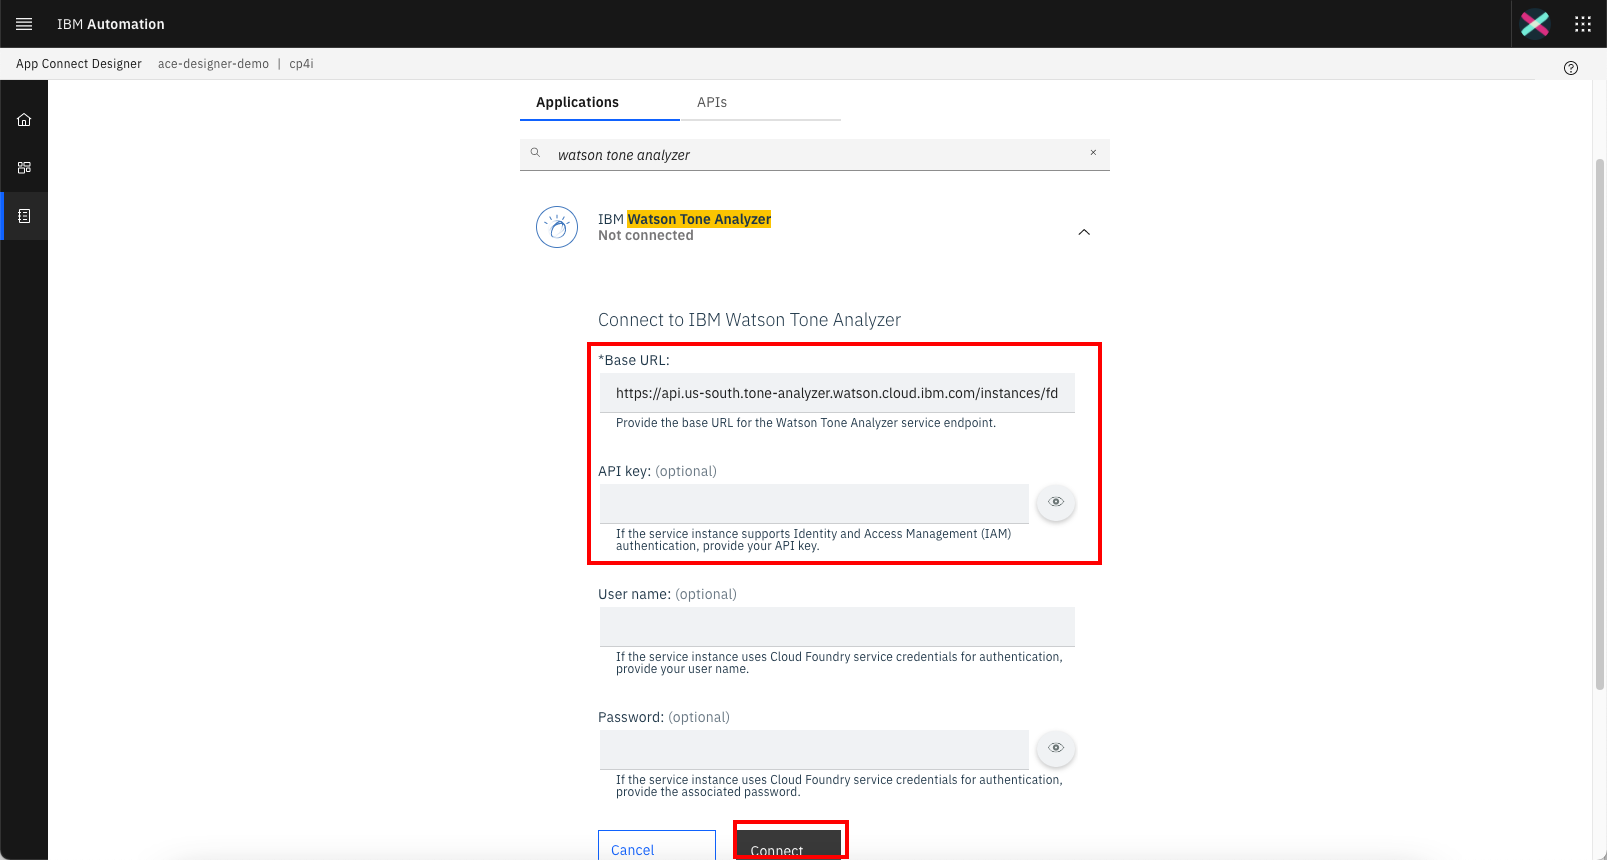 IBM Automation
App Connect Designer ace-designer-demo | cp4i
Applications APIs
watson tone analyzer
IBM Watson Tone Analyzer
Not connected
Connect to IBM Watson Tone Analyzer
*Base URL:
https://api.us-south.tone-analyzer.watson.cloud.ibm.com/instances/fd
Provide the base URL for the Watson Tone Analyzer service endpoint.
API key: (optional)
If the service instance supports Identity and Access Management (IAM)
authentication, provide your API key.
User name: (optional)
If the service instance uses Cloud Foundry service credentials for authentication,
provide your user name.
Password: (optional)
If the service instance uses Cloud Foundry service credentials for authentication,
provide the associated password.
Cancel Connect